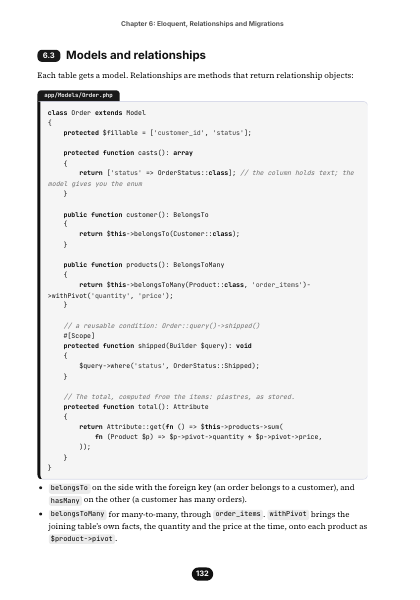 Chapter 6: Eloquent, Relationships and Migrations
6.3 Models and relationships
Each table gets a model. Relationships are methods that return relationship objects:
app/Models/Order.php
class Order extends Model
{
    protected $fillable = ['customer_id', 'status'];

    protected function casts(): array
    {
        return ['status' => OrderStatus::class]; // the column holds text; the
model gives you the enum
    }

    public function customer(): BelongsTo
    {
        return $this->belongsTo(Customer::class);
    }

    public function products(): BelongsToMany
    {
        return $this->belongsToMany(Product::class, 'order_items')-
>withPivot('quantity', 'price');
    }

    // a reusable condition: Order::query()->shipped()
    #[Scope]
    protected function shipped(Builder $query): void
    {
        $query->where('status', OrderStatus::Shipped);
    }

    // The total, computed from the items: piastres, as stored.
    protected function total(): Attribute
    {
        return Attribute::get(fn () => $this->products->sum(
            fn (Product $p) => $p->pivot->quantity * $p->pivot->price,
        ));
    }
}
• belongsTo on the side with the foreign key (an order belongs to a customer), and
hasMany on the other (a customer has many orders).
• belongsToMany for many-to-many, through order_items. withPivot brings the
joining table's own facts, the quantity and the price at the time, onto each product as
$product->pivot.
132